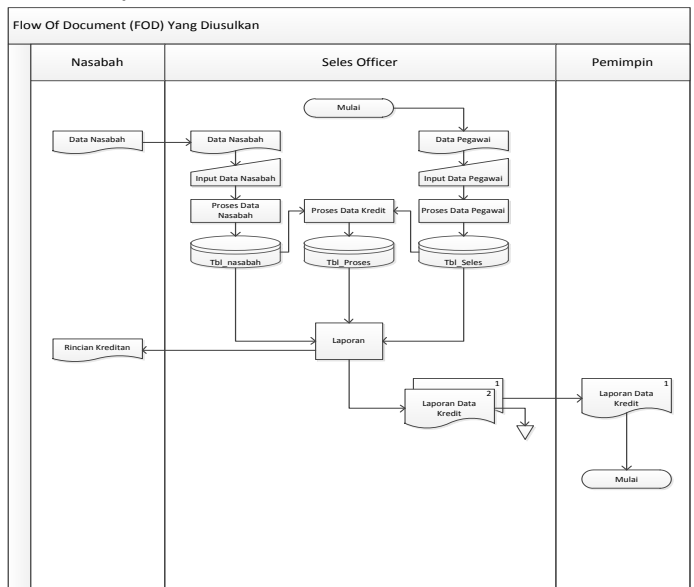 Flow Of Document (FOD) Yang Diusulkan
Nasabah
Seles Officer
Pemimpin
Mulai
Data Nasabah
Data Nasabah
Data Pegawai
Input Data Nasabah
Input Data Pegawai
Proses Data
Nasabah
Proses Data Kredit
Proses Data Pegawai
Tbl_nasabah
Tbl_Proses
Tbl_Seles
Rincian Kreditan
Laporan
1
2
Laporan Data
Kredit
1
Laporan Data
Kredit
Mulai